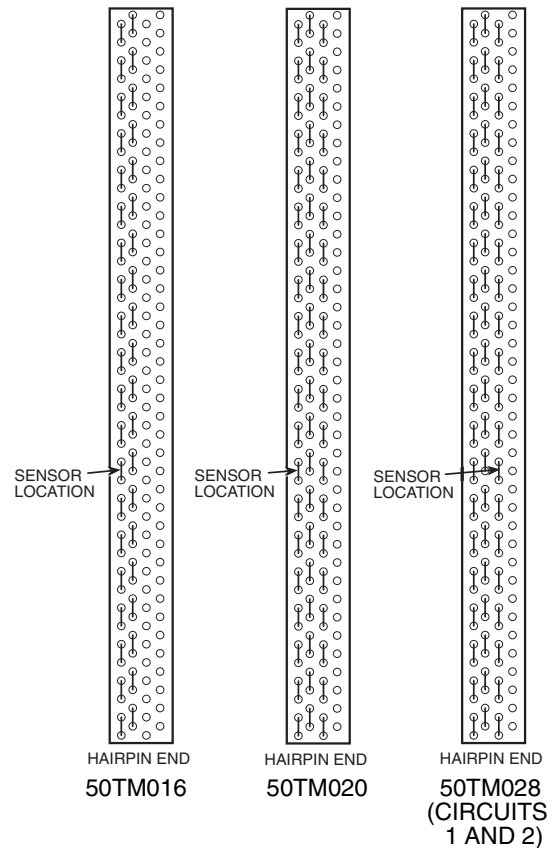 SENSOR
LOCATION
SENSOR
LOCATION
SENSOR
LOCATION
HAIRPIN END
50TM016
HAIRPIN END
50TM020
HAIRPIN END
50TM028
(CIRCUITS
1 AND 2)